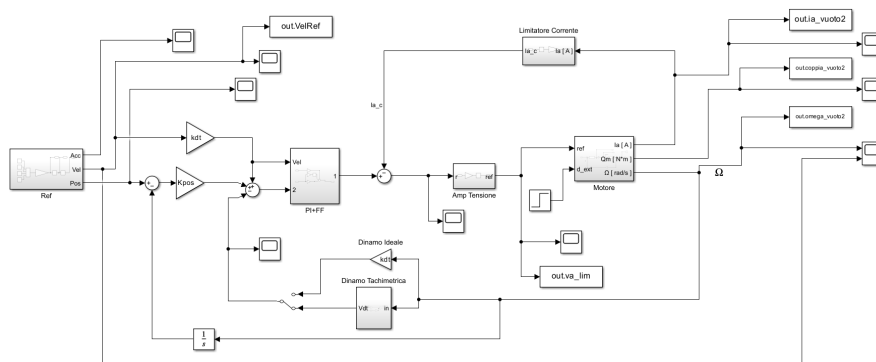 out.VelRef
Limitatore Corrente
Ia_c
Ia [ A ]
out.ia_vuoto2
out.coppia_vuoto2
out.omega_vuoto2
Ia_c
kdt
Acc
Vel
Pos
Ref
Kpos
Vel
2
1
PI+FF
r
ref
Amp Tensione
ref
d_ext
Ia [ A ]
Qm [ N*m ]
Ω [ rad/s ]
Motore
Ω
Dinamo Ideale
kdt
Dinamo Tachimetrica
Vdt
in
out.va_lim
1
s